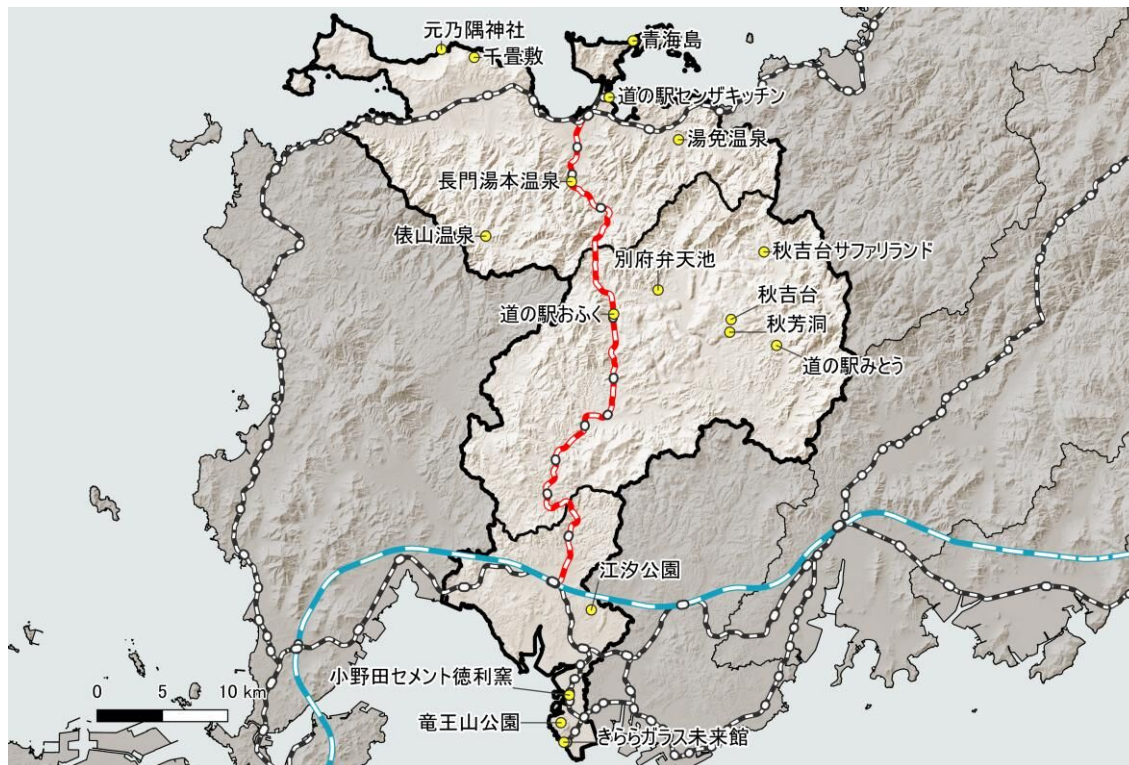 元乃隅神社
千畳敷
青海島
道の駅センザキッチン
湯免温泉
長門湯本温泉
俵山温泉
別府弁天池
秋吉台サファリランド
道の駅おふく
秋吉台
秋芳洞
道の駅みとう
江汐公園
小野田セメント徳利窯
竜王山公園
きららガラス未来館
0 5 10 km